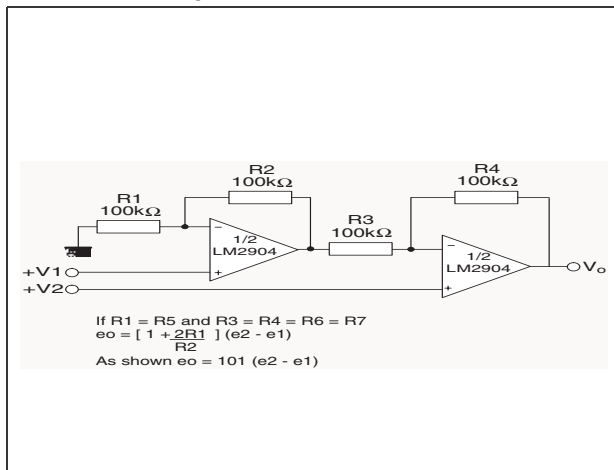 R2
100kΩ
R4
100kΩ
R1
100kΩ
R3
100kΩ
1/2
LM2904
1/2
LM2904
+V1
+V2
Vo
If R1 = R5 and R3 = R4 = R6 = R7
eo = [ 1 + 2R1/R2 ] (e2 - e1)
As shown eo = 101 (e2 - e1)